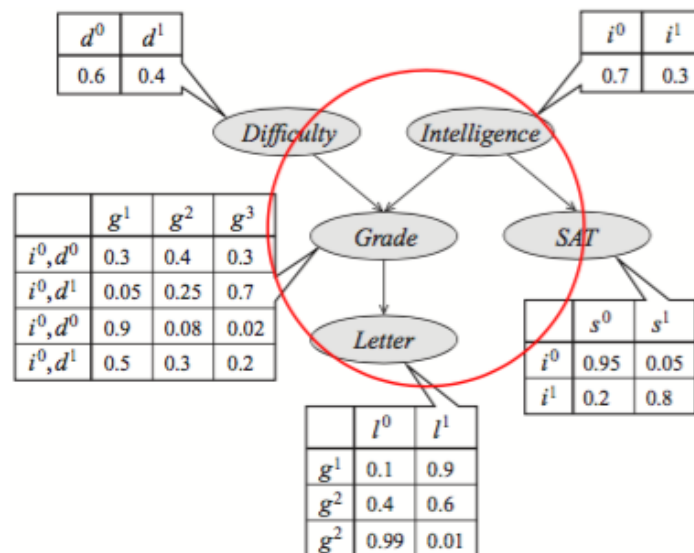 d⁰ d¹
0.6 0.4
i⁰ i¹
0.7 0.3
Difficulty
Intelligence
g¹ g² g³
i⁰,d⁰ 0.3 0.4 0.3
i⁰,d¹ 0.05 0.25 0.7
i⁰,d⁰ 0.9 0.08 0.02
i⁰,d¹ 0.5 0.3 0.2
Grade
SAT
Letter
s⁰ s¹
i⁰ 0.95 0.05
i¹ 0.2 0.8
l⁰ l¹
g¹ 0.1 0.9
g² 0.4 0.6
g² 0.99 0.01